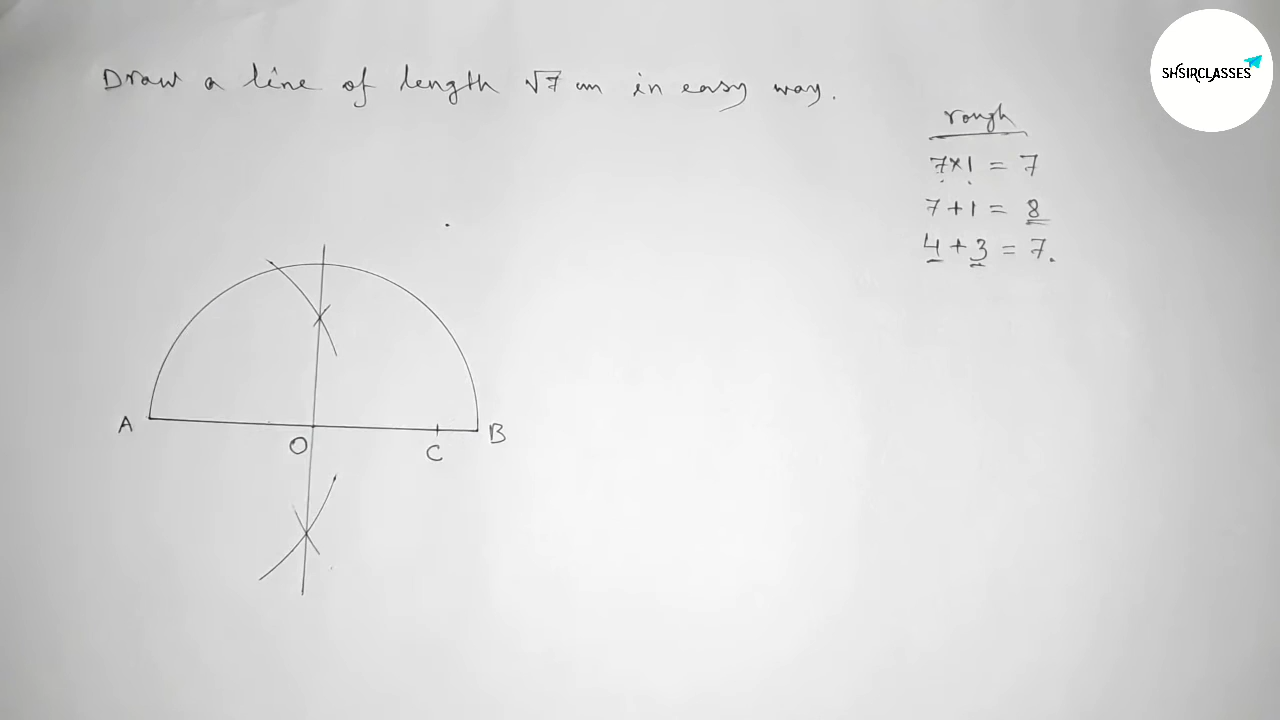 Draw a line of length √7 cm in easy way.
SHSIRCLASSES
rough
7×1 = 7
7+1 = 8
4+3 = 7.
A
O
C
B